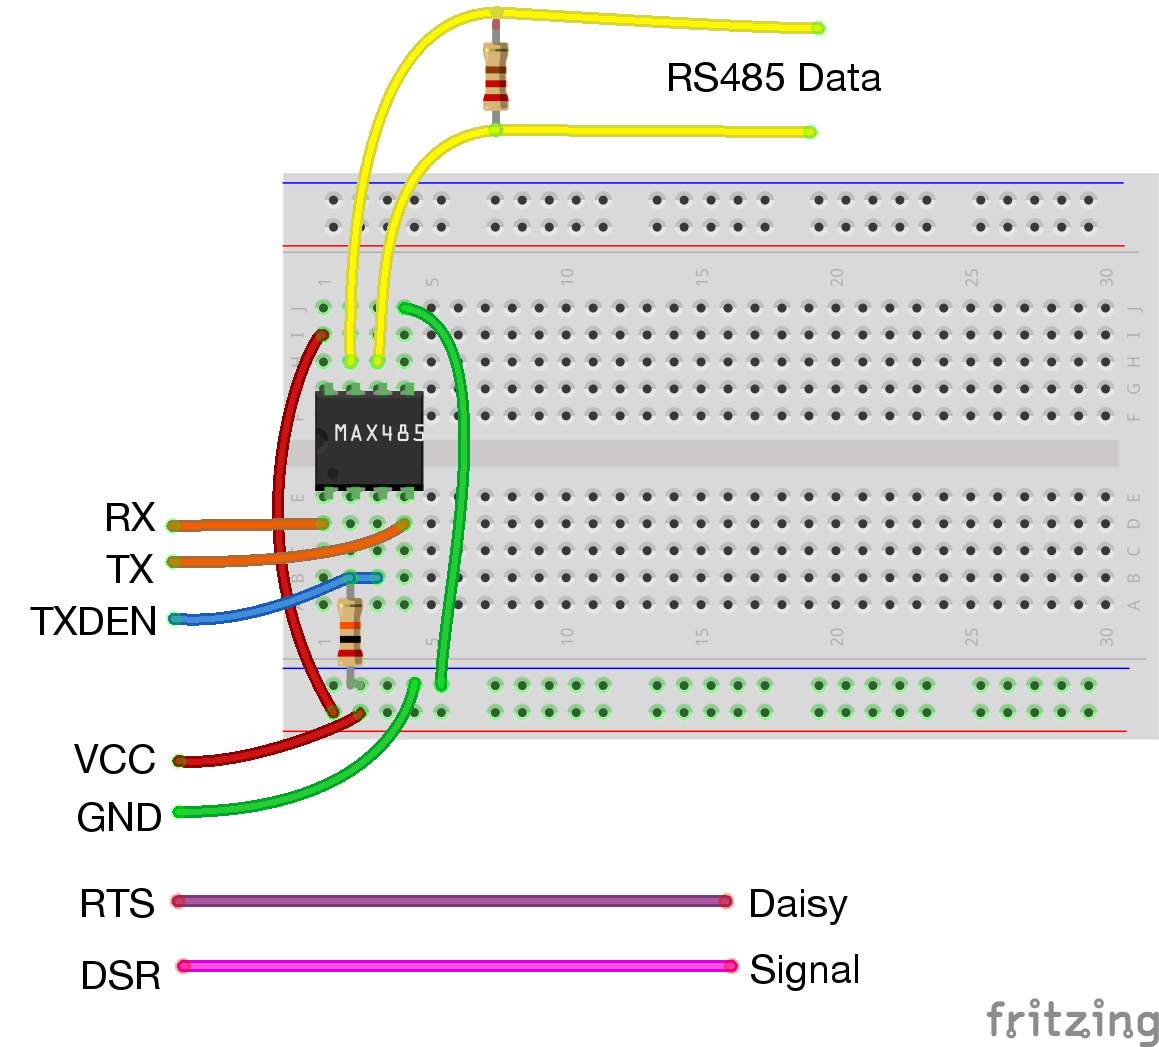 RS485 Data
1 5 10 15 20 25 30
J J
I I
H H
G
F F
MAX485
E E
D
C
B B
A A
1 5 10 15 20 25 30
RX
TX
TXDEN
VCC
GND
RTS Daisy
DSR Signal
fritzing